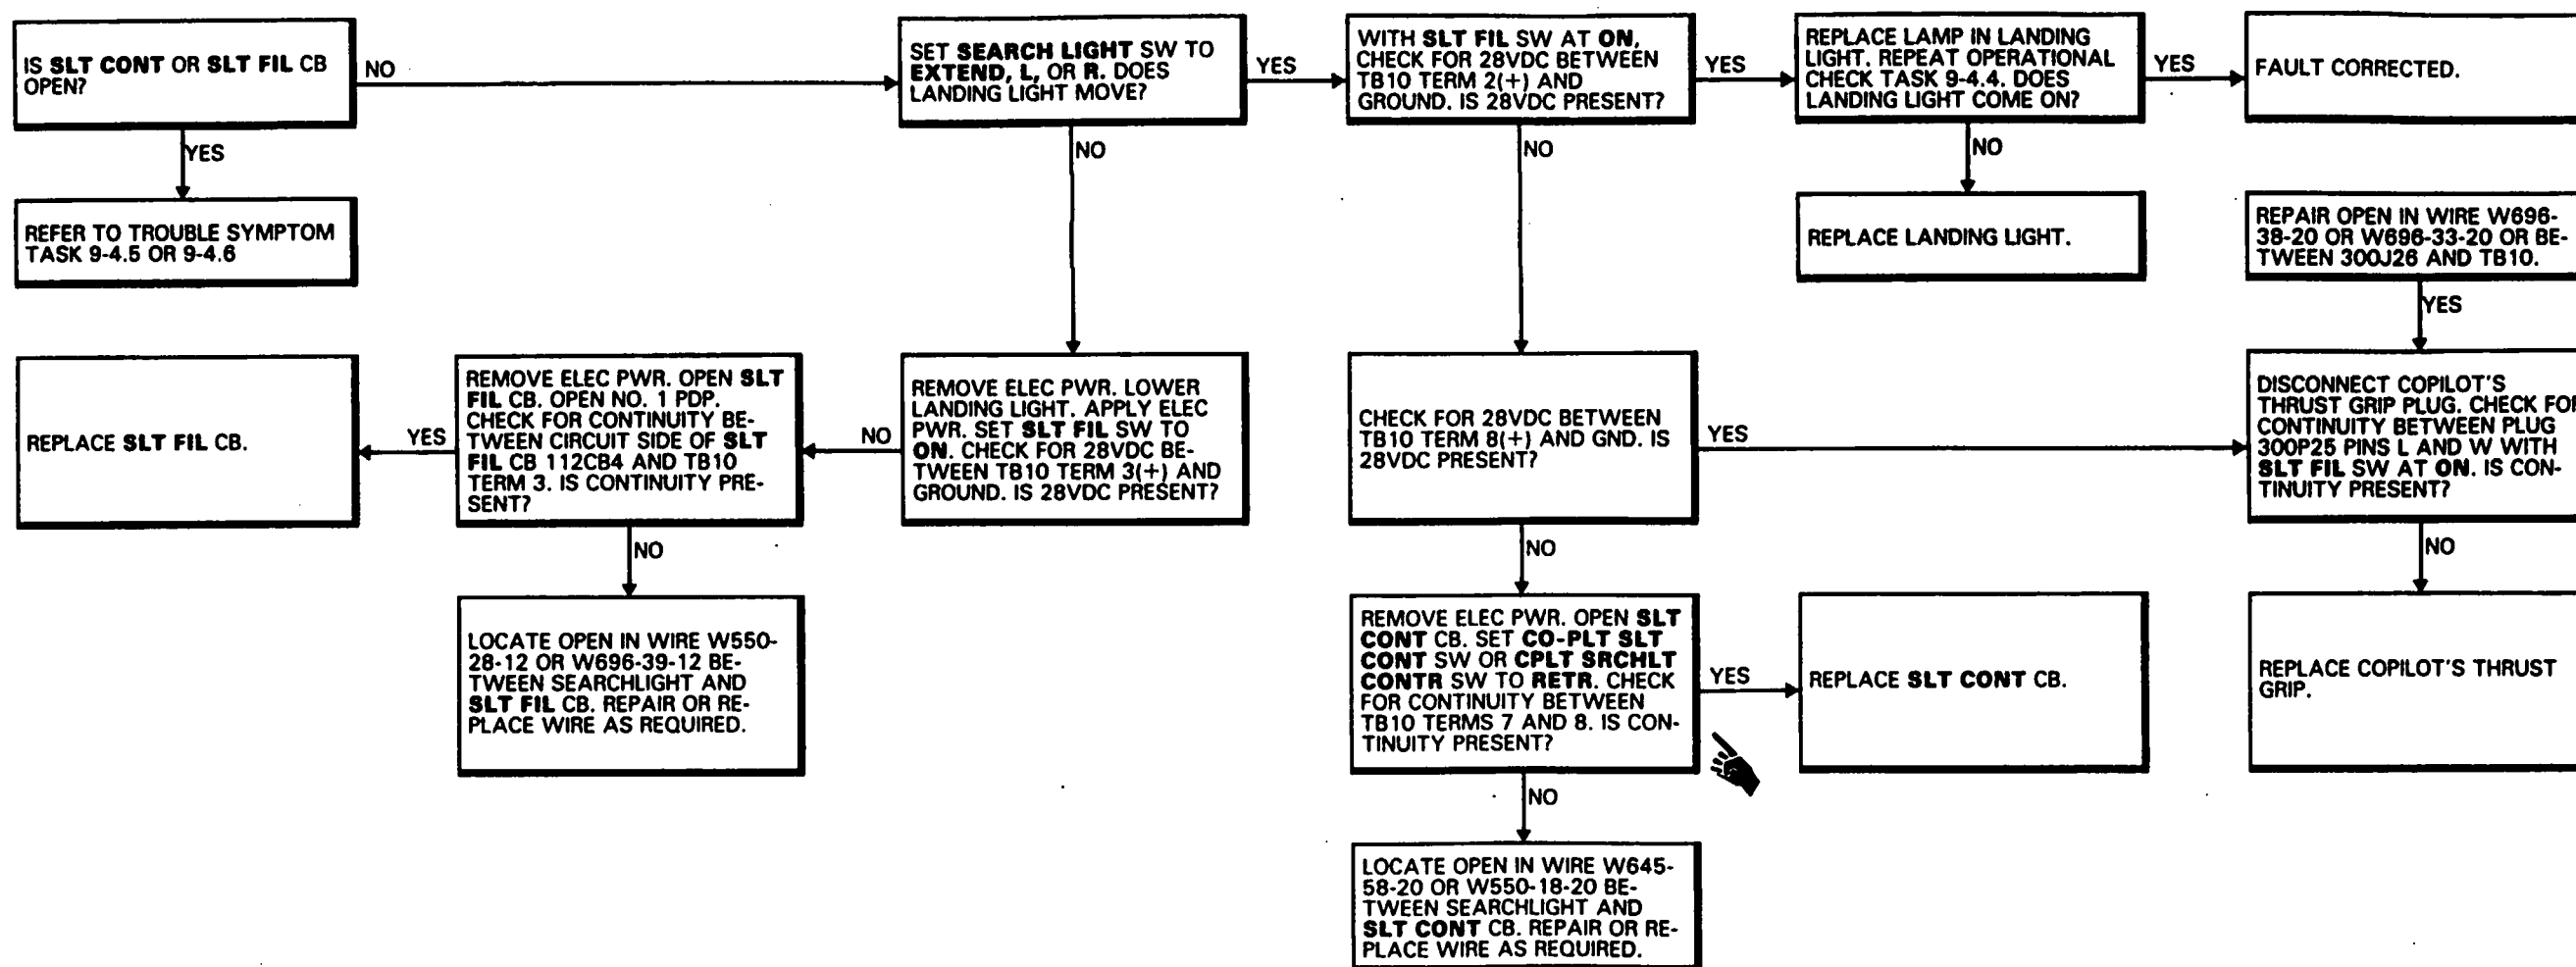 IS SLT CONT OR SLT FIL CB
OPEN?
NO
YES
REFER TO TROUBLE SYMPTOM
TASK 9-4.5 OR 9-4.6
SET SEARCH LIGHT SW TO
EXTEND, L, OR R. DOES
LANDING LIGHT MOVE?
YES
NO
WITH SLT FIL SW AT ON,
CHECK FOR 28VDC BETWEEN
TB10 TERM 2(+) AND
GROUND. IS 28VDC PRESENT?
YES
NO
REPLACE LAMP IN LANDING
LIGHT. REPEAT OPERATIONAL
CHECK TASK 9-4.4. DOES
LANDING LIGHT COME ON?
YES
NO
FAULT CORRECTED.
REPLACE LANDING LIGHT.
REPAIR OPEN IN WIRE W696-
38-20 OR W696-33-20 OR BE-
TWEEN 300J26 AND TB10.
YES
REPLACE SLT FIL CB.
YES
REMOVE ELEC PWR. OPEN SLT
FIL CB. OPEN NO. 1 PDP.
CHECK FOR CONTINUITY BE-
TWEEN CIRCUIT SIDE OF SLT
FIL CB 112CB4 AND TB10
TERM 3. IS CONTINUITY PRE-
SENT?
NO
NO
REMOVE ELEC PWR. LOWER
LANDING LIGHT. APPLY ELEC
PWR. SET SLT FIL SW TO
ON. CHECK FOR 28VDC BE-
TWEEN TB10 TERM 3(+) AND
GROUND. IS 28VDC PRESENT?
CHECK FOR 28VDC BETWEEN
TB10 TERM 8(+) AND GND. IS
28VDC PRESENT?
YES
NO
DISCONNECT COPILOT'S
THRUST GRIP PLUG. CHECK FOR
CONTINUITY BETWEEN PLUG
300P25 PINS L AND W WITH
SLT FIL SW AT ON. IS CON-
TINUITY PRESENT?
NO
LOCATE OPEN IN WIRE W550-
28-12 OR W696-39-12 BE-
TWEEN SEARCHLIGHT AND
SLT FIL CB. REPAIR OR RE-
PLACE WIRE AS REQUIRED.
REMOVE ELEC PWR. OPEN SLT
CONT CB. SET CO-PLT SLT
CONT SW OR CPLT SRCHLT
CONTR SW TO RETR. CHECK
FOR CONTINUITY BETWEEN
TB10 TERMS 7 AND 8. IS CON-
TINUITY PRESENT?
YES
NO
REPLACE SLT CONT CB.
REPLACE COPILOT'S THRUST
GRIP.
LOCATE OPEN IN WIRE W645-
58-20 OR W550-18-20 BE-
TWEEN SEARCHLIGHT AND
SLT CONT CB. REPAIR OR RE-
PLACE WIRE AS REQUIRED.